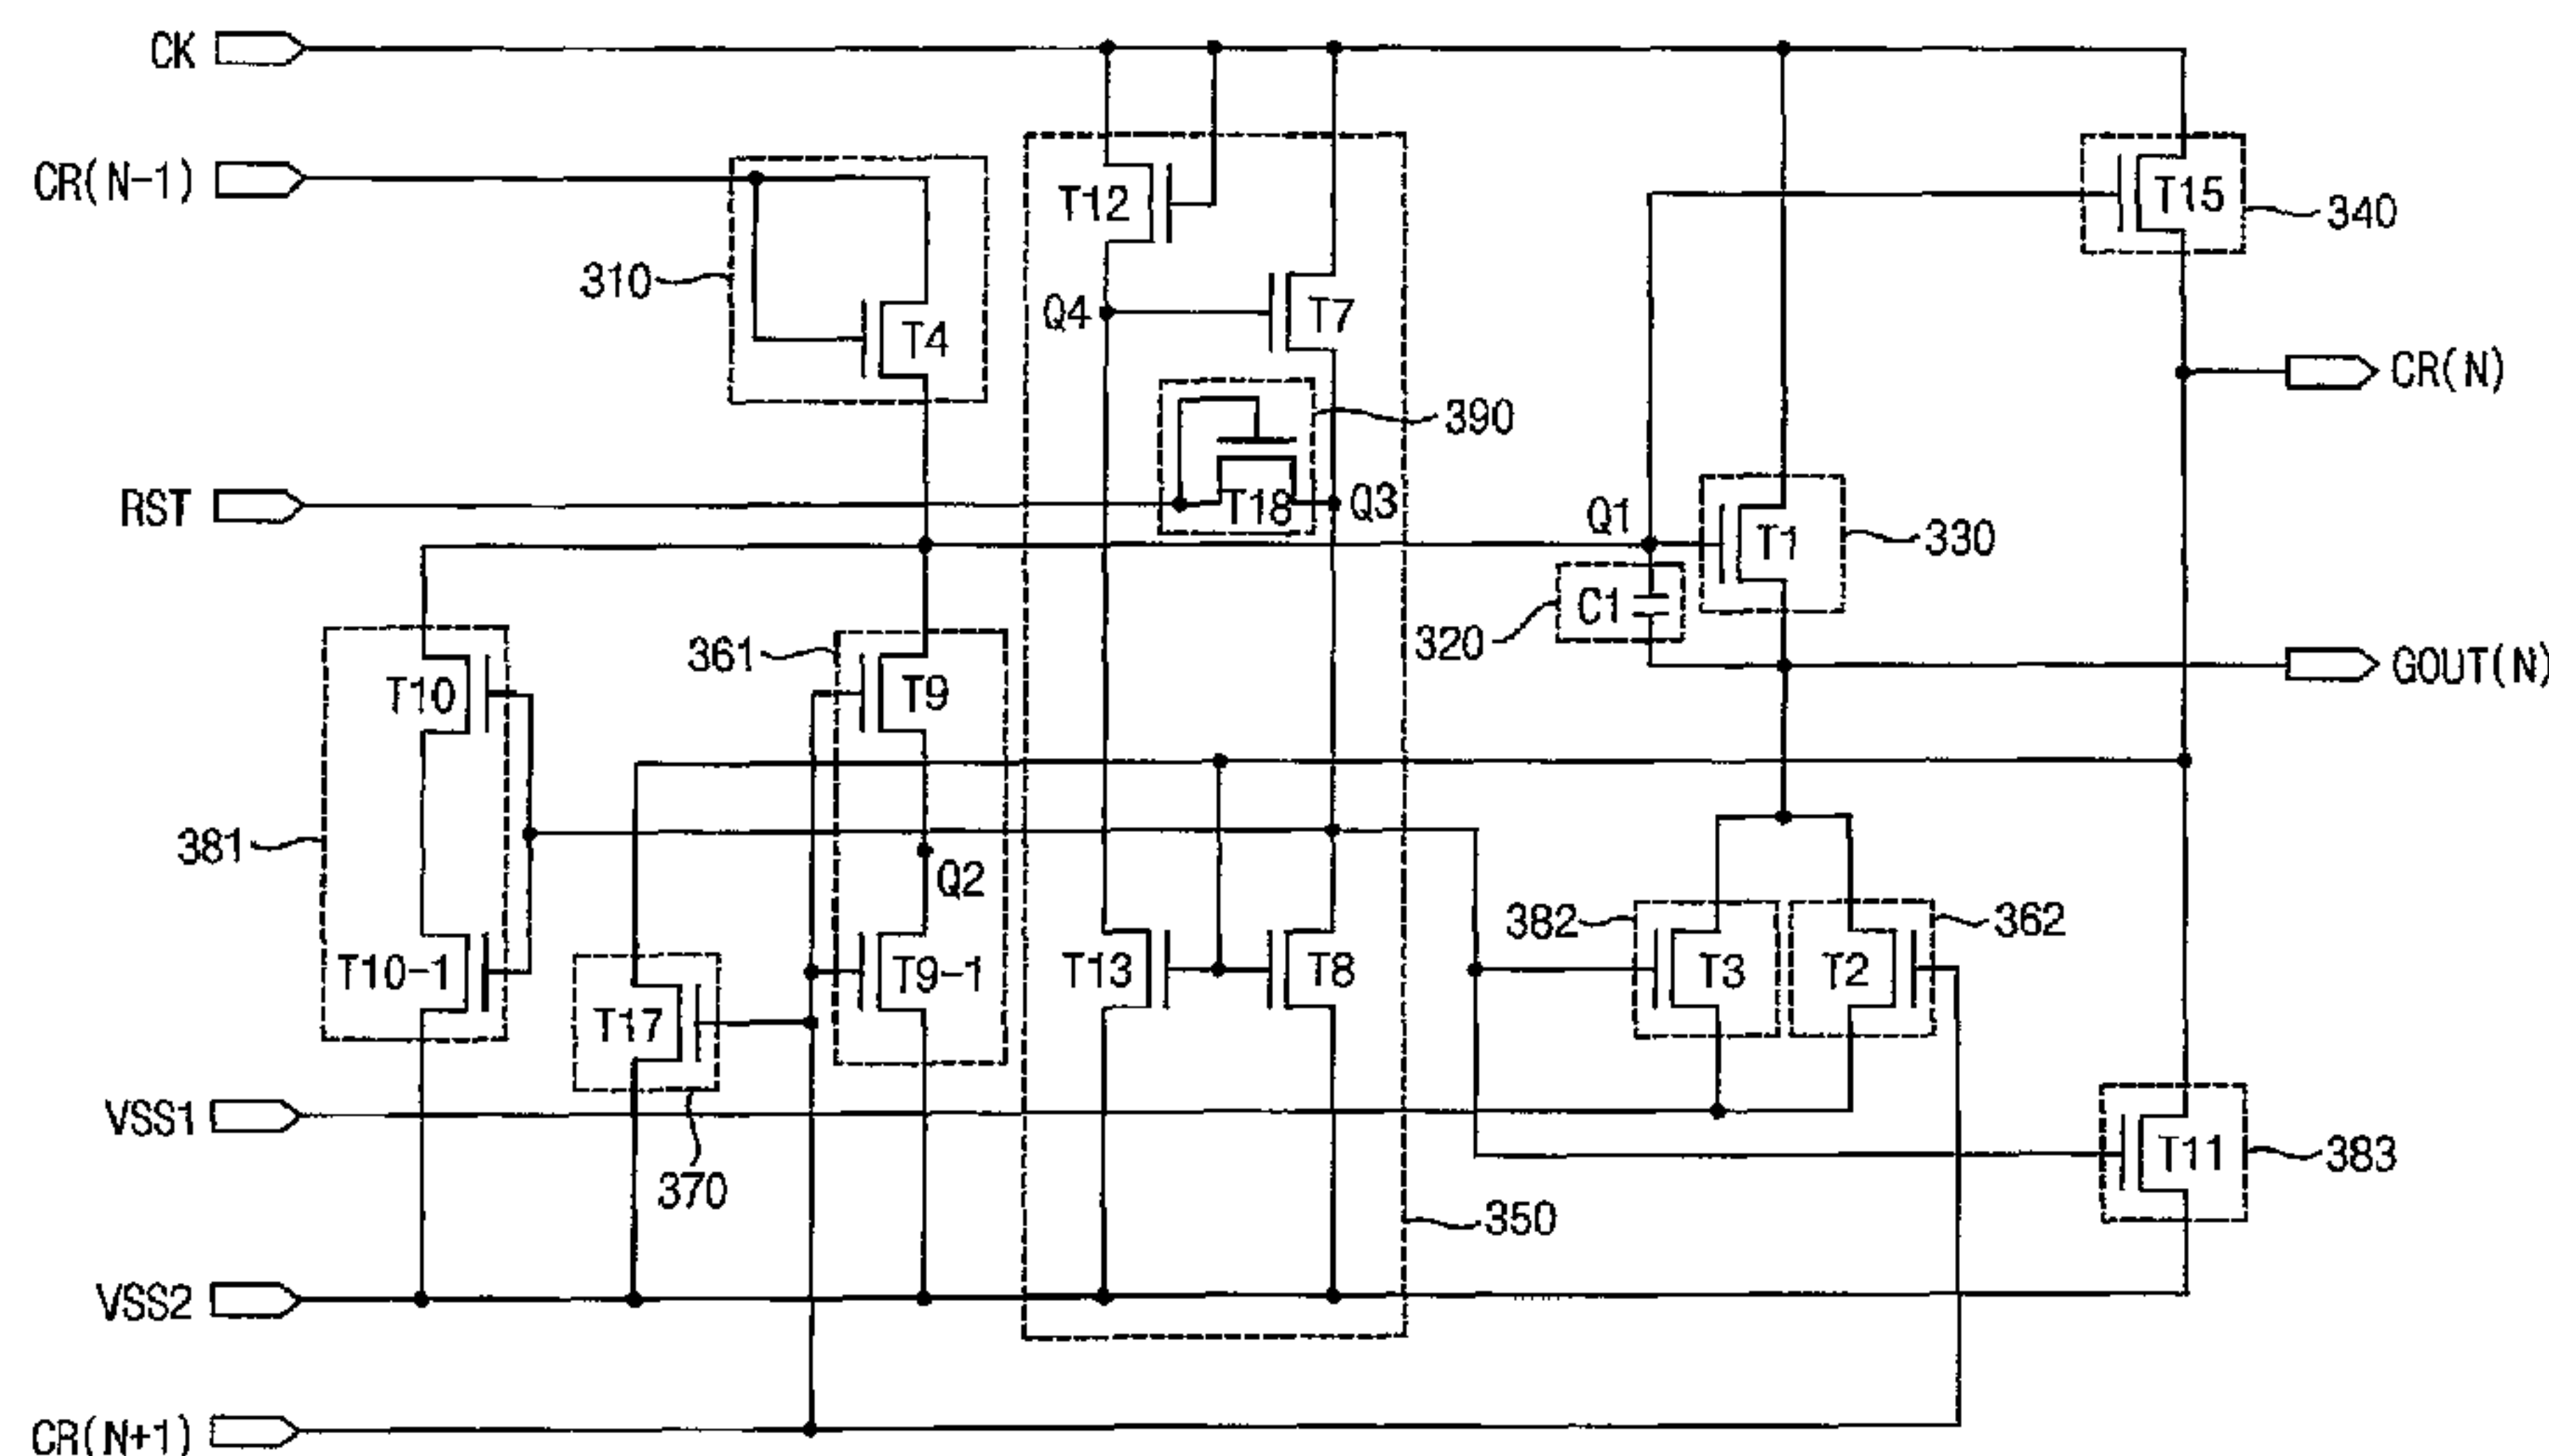 CK
CR(N-1)
T12
T15
340
310
Q4
T7
T4
CR(N)
390
RST
T18
Q3
Q1
T1
330
C1
320
361
T10
T9
GOUT(N)
381
Q2
382
362
T10-1
T17
T9-1
T13
T8
T3
T2
VSS1
370
T11
383
350
VSS2
CR(N+1)